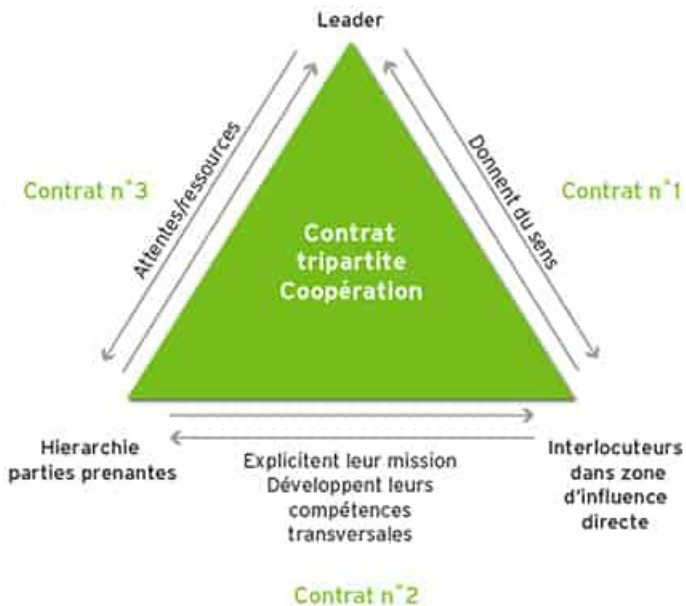 Leader
Contrat n°3
Attentes/ressources
Donnent du sens
Contrat n°1
Contrat
tripartite
Coopération
Hierarchie
parties prenantes
Explicitent leur mission
Développent leurs
compétences
transversales
Interlocuteurs
dans zone
d'influence
directe
Contrat n°2